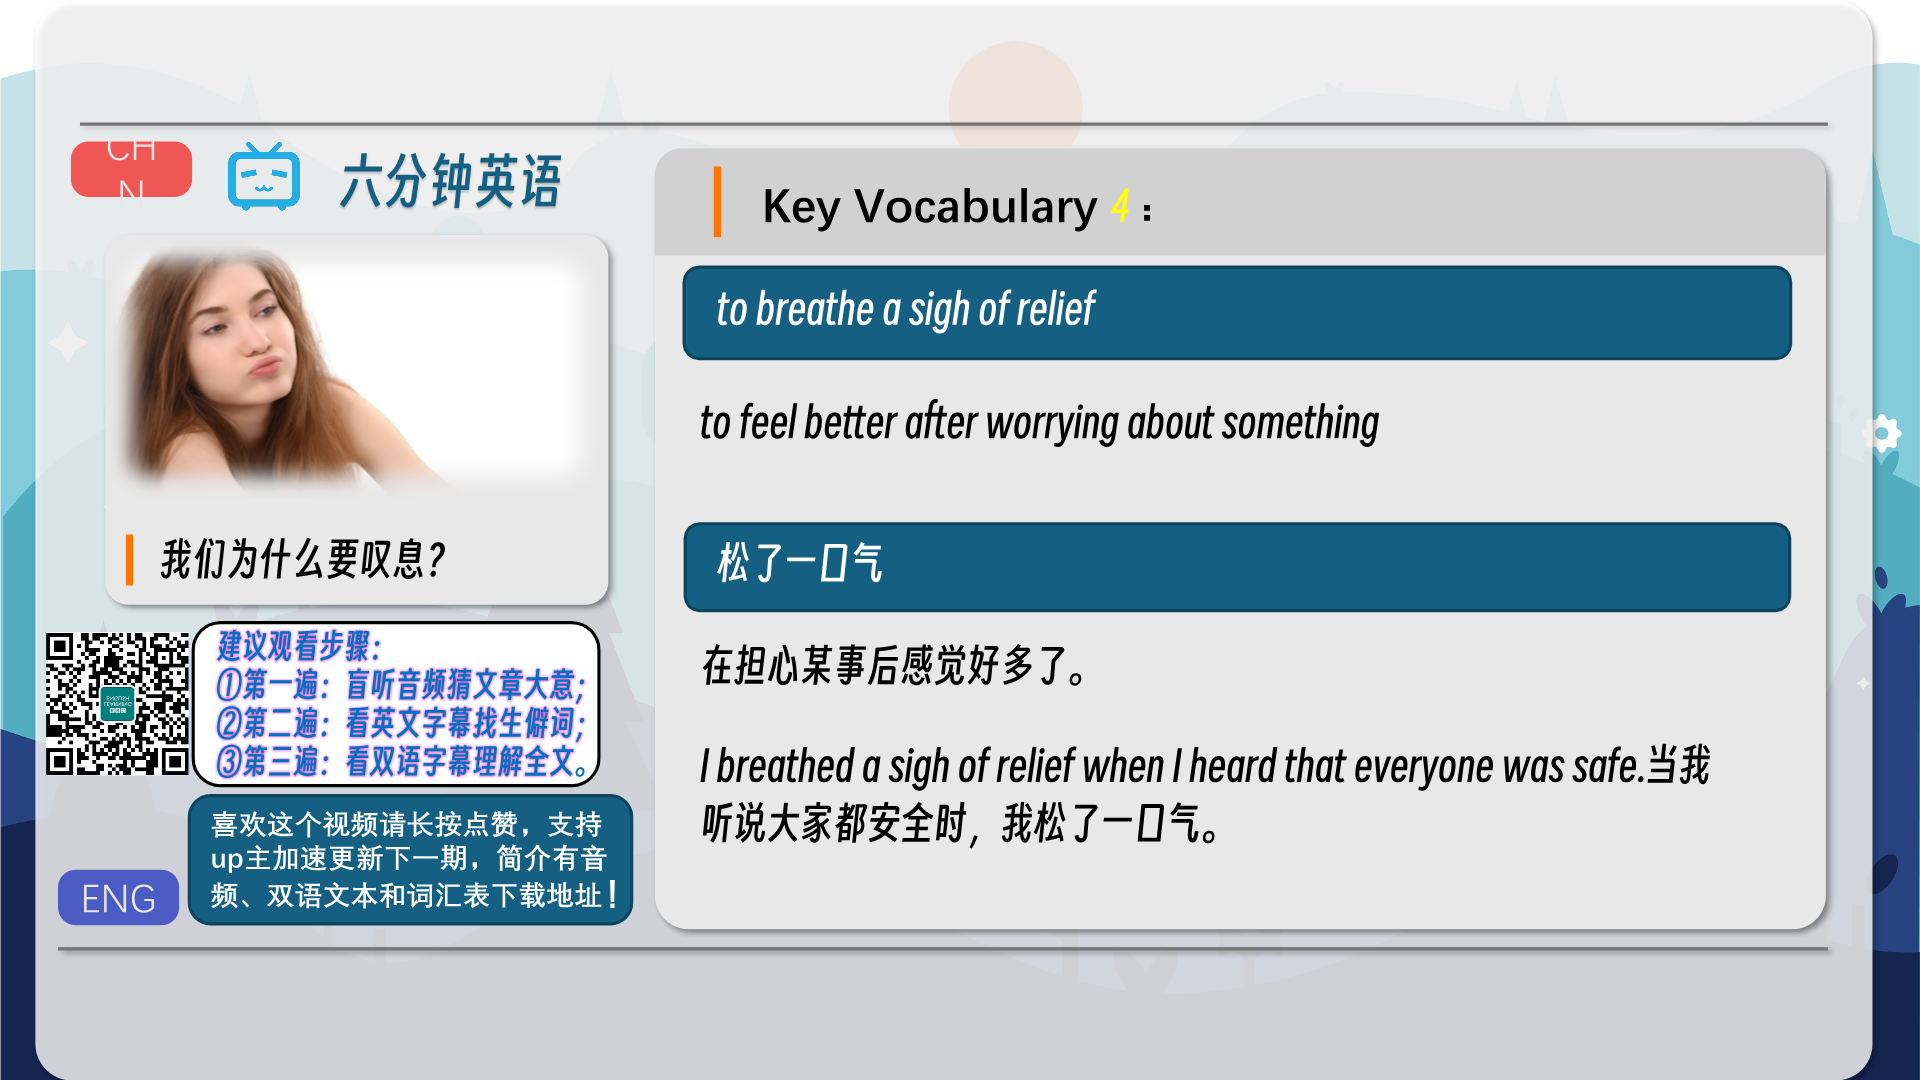 CH
N
六分钟英语
我们为什么要叹息？
建议观看步骤：
①第一遍：盲听音频猜文章大意；
②第二遍：看英文字幕找生僻词；
③第三遍：看双语字幕理解全文。
喜欢这个视频请长按点赞，支持
up主加速更新下一期，简介有音
频、双语文本和词汇表下载地址！
ENG
Key Vocabulary 4：
to breathe a sigh of relief
to feel better after worrying about something
松了一口气
在担心某事后感觉好多了。
I breathed a sigh of relief when I heard that everyone was safe.当我
听说大家都安全时，我松了一口气。